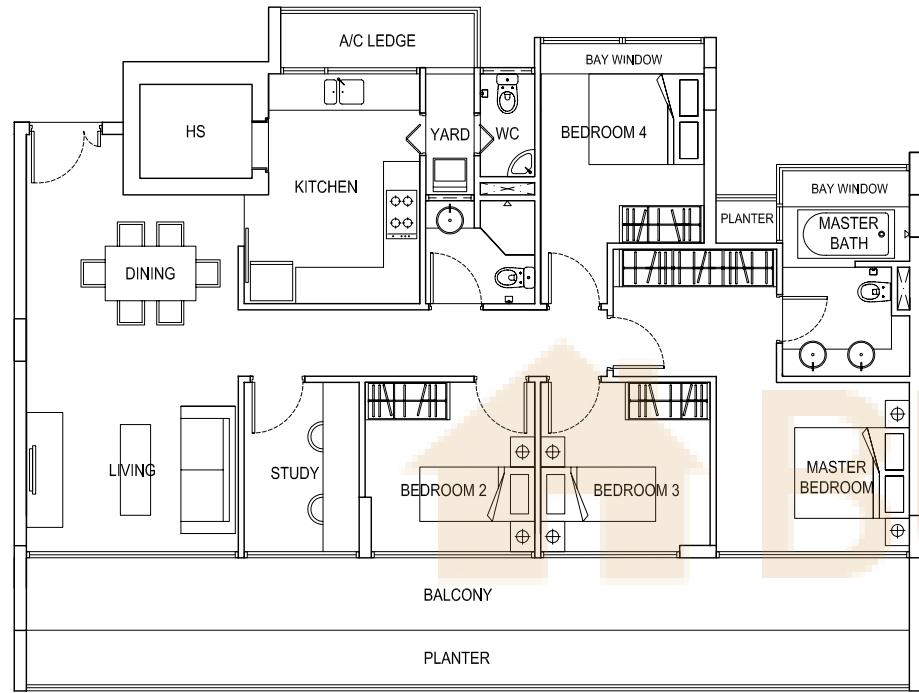 A/C LEDGE
BAY WINDOW
HS
YARD
WC
BEDROOM 4
KITCHEN
BAY WINDOW
PLANTER
MASTER
BATH
DINING
LIVING
STUDY
BEDROOM 2
BEDROOM 3
MASTER
BEDROOM
BALCONY
PLANTER